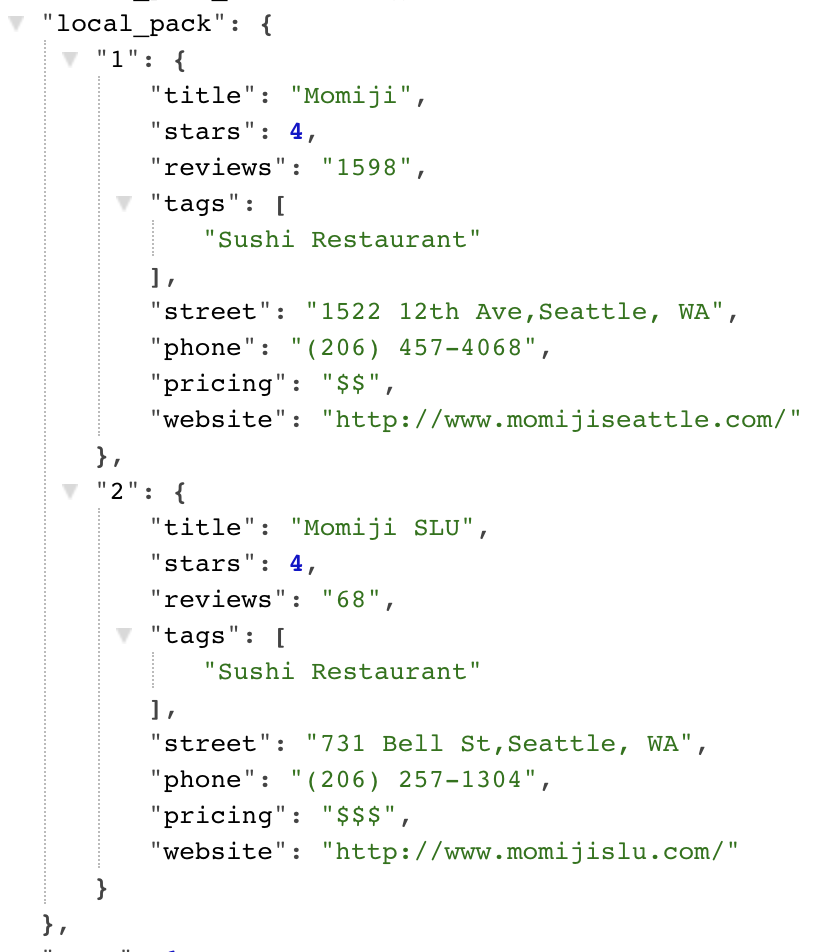 "local_pack": {
"1": {
"title": "Momiji",
"stars": 4,
"reviews": "1598",
"tags": [
"Sushi Restaurant"
],
"street": "1522 12th Ave,Seattle, WA",
"phone": "(206) 457-4068",
"pricing": "$$",
"website": "http://www.momijiseattle.com/"
},
"2": {
"title": "Momiji SLU",
"stars": 4,
"reviews": "68",
"tags": [
"Sushi Restaurant"
],
"street": "731 Bell St,Seattle, WA",
"phone": "(206) 257-1304",
"pricing": "$$$",
"website": "http://www.momijislu.com/"
}
},